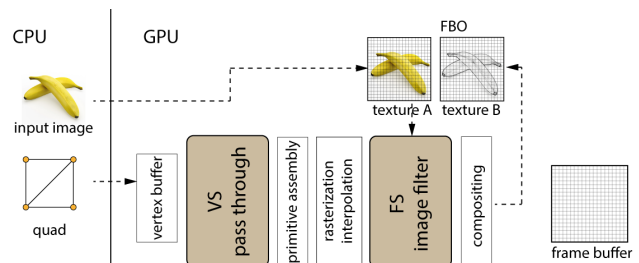 CPU
GPU
FBO
input image
texture A
texture B
quad
vertex buffer
VS
pass through
primitive assembly
rasterization
interpolation
FS
image filter
compositing
frame buffer